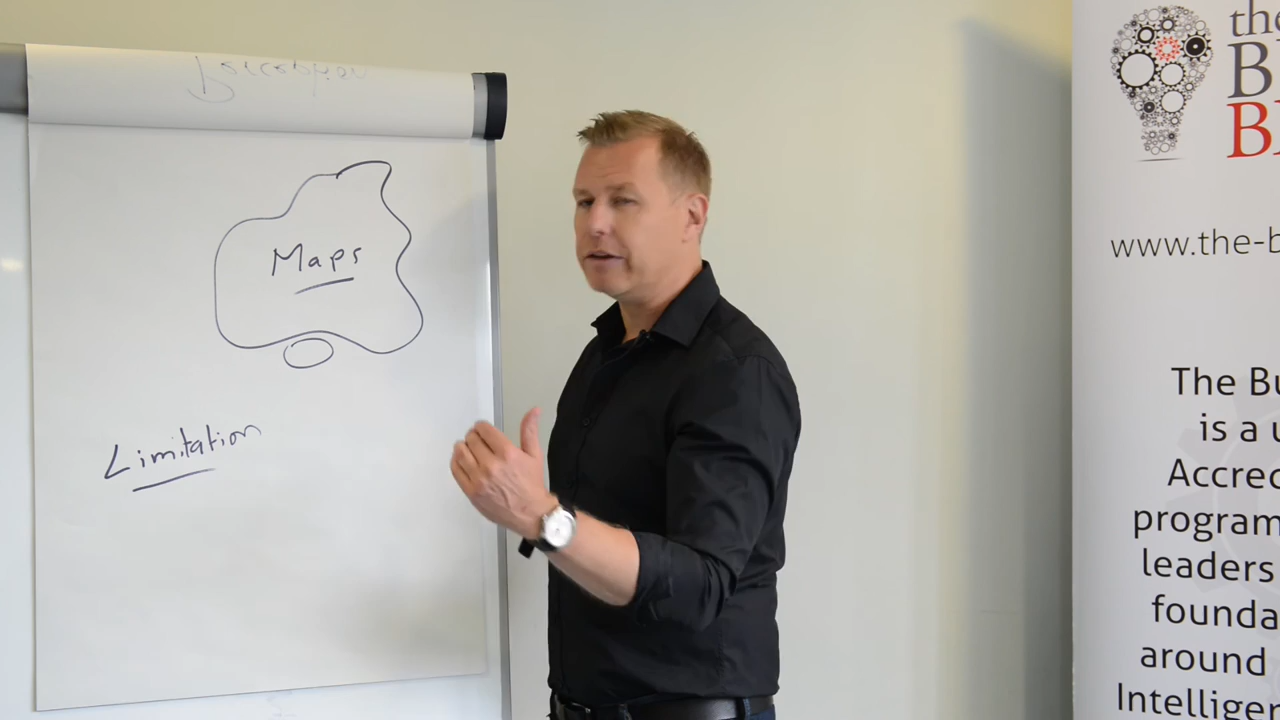 Maps
Limitation
the
www.the-b
The Bu
is a u
Accred
program
leaders
founda
around
Intelligen